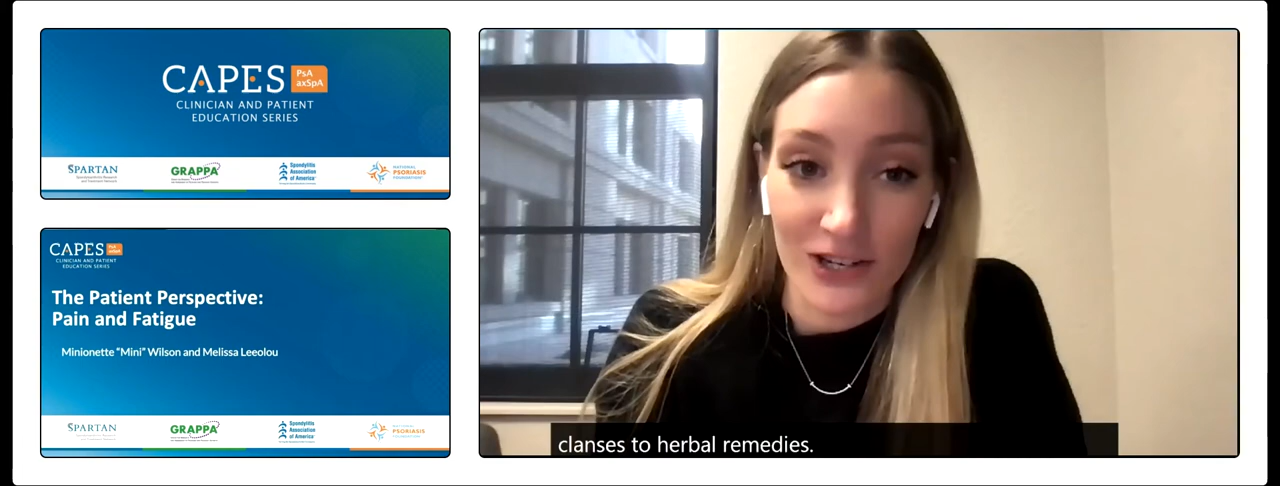 CAPES
PsA
axSpA
CLINICIAN AND PATIENT
EDUCATION SERIES
SPARTAN
GRAPPA
Spondylitis
Association
of America
NATIONAL
PSORIASIS
FOUNDATION
CAPES
CLINICIAN AND PATIENT
EDUCATION SERIES
The Patient Perspective:
Pain and Fatigue
Minionette “Mini” Wilson and Melissa Leeolou
SPARTAN
GRAPPA
Spondylitis
Association
of America
NATIONAL
PSORIASIS
FOUNDATION
clanses to herbal remedies.